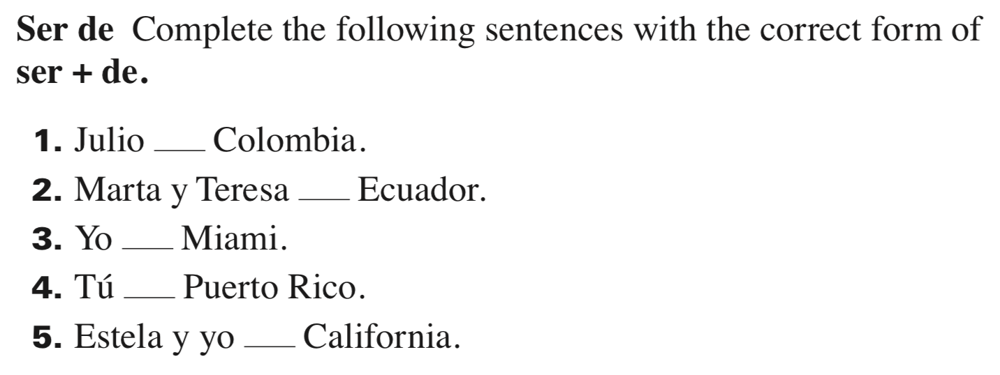 Ser de Complete the following sentences with the correct form of
ser + de.
1. Julio ___ Colombia.
2. Marta y Teresa ___ Ecuador.
3. Yo ___ Miami.
4. Tú ___ Puerto Rico.
5. Estela y yo ___ California.